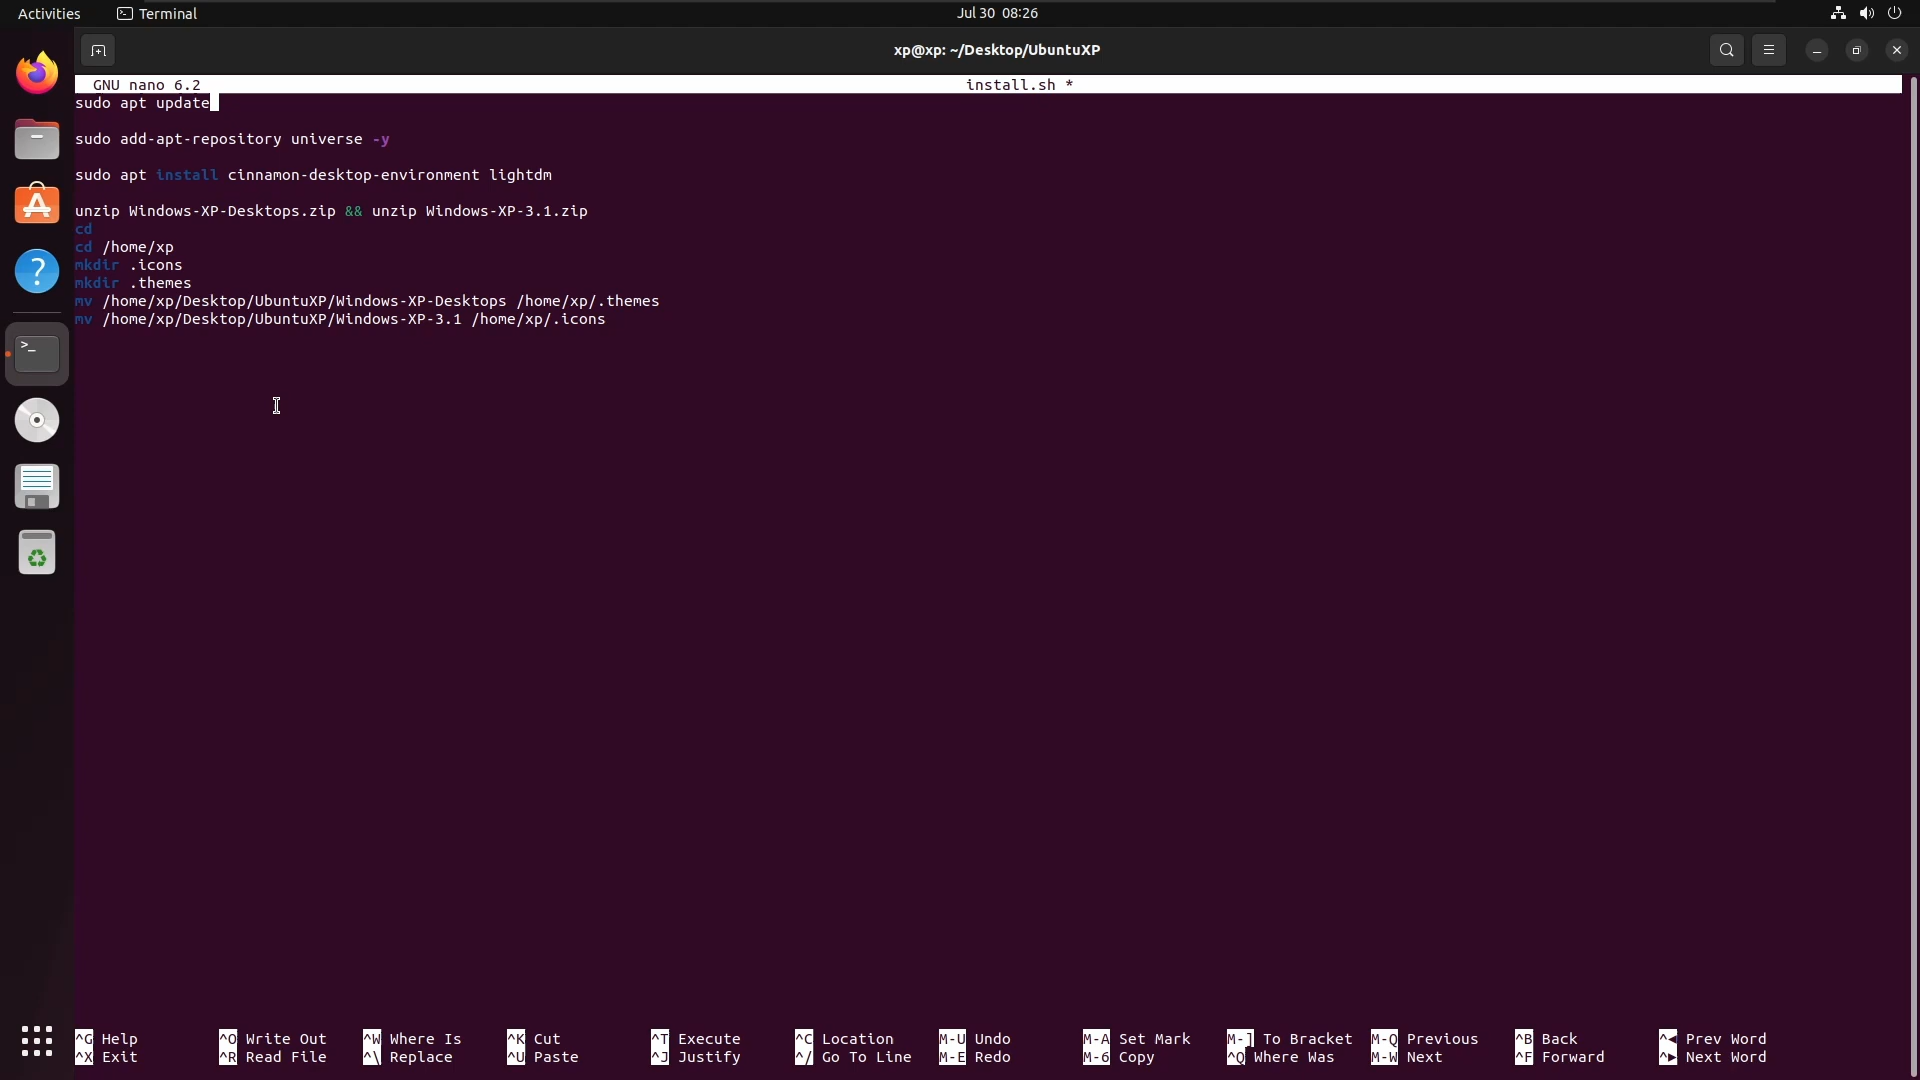 Activities
Terminal
Jul 30 08:26
xp@xp: ~/Desktop/UbuntuXP
GNU nano 6.2 install.sh *
sudo apt update
sudo add-apt-repository universe -y
sudo apt install cinnamon-desktop-environment lightdm
unzip Windows-XP-Desktops.zip && unzip Windows-XP-3.1.zip
cd
cd /home/xp
mkdir .icons
mkdir .themes
mv /home/xp/Desktop/UbuntuXP/Windows-XP-Desktops /home/xp/.themes
mv /home/xp/Desktop/UbuntuXP/Windows-XP-3.1 /home/xp/.icons
^G Help ^O Write Out ^W Where Is ^K Cut ^T Execute ^C Location M-U Undo M-A Set Mark M-] To Bracket M-Q Previous ^B Back ^◀ Prev Word
^X Exit ^R Read File ^\ Replace ^U Paste ^J Justify ^/ Go To Line M-E Redo M-6 Copy ^Q Where Was M-W Next ^F Forward ^▶ Next Word